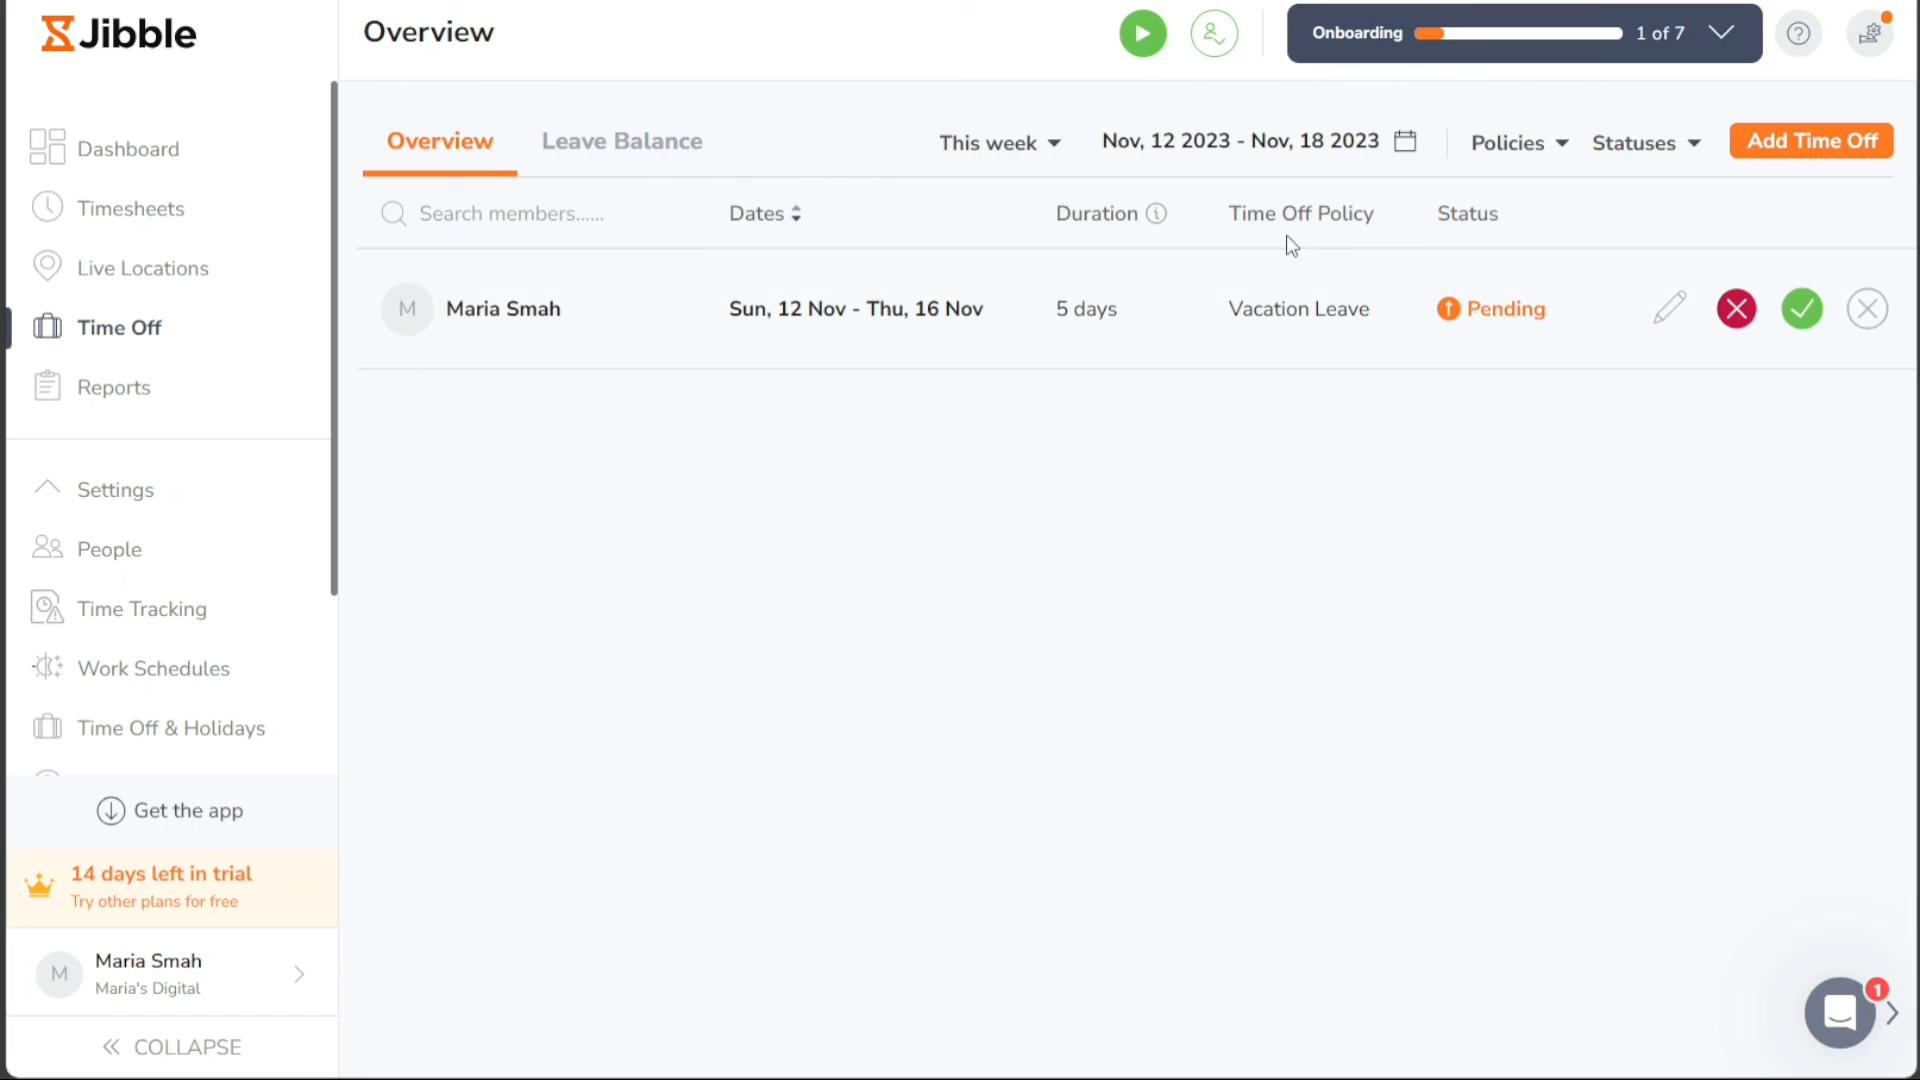 Jibble
Overview
Onboarding 1 of 7
Dashboard
Timesheets
Live Locations
Time Off
Reports
Settings
People
Time Tracking
Work Schedules
Time Off & Holidays
Get the app
14 days left in trial
Try other plans for free
M
Maria Smah
Maria's Digital
COLLAPSE
Overview Leave Balance This week Nov, 12 2023 - Nov, 18 2023 Policies Statuses Add Time Off
Search members...... Dates Duration Time Off Policy Status
M Maria Smah Sun, 12 Nov - Thu, 16 Nov 5 days Vacation Leave Pending
1